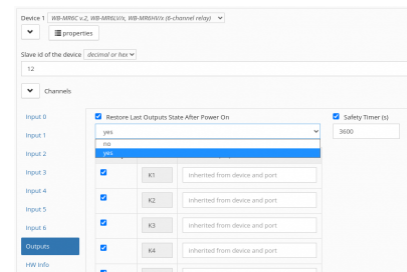 Device 1 WB-MR6C v.2, WB-MR6LV/s, WB-MR6HV/s (6-channel relay)
properties
Slave id of the device decimal or hex
12
Channels
Input 0
Restore Last Outputs State After Power On
Safety Timer (s)
yes
3600
Input 1
no
Input 2
yes
Input 3
K1
inherited from device and port
Input 4
K2
inherited from device and port
Input 5
Input 6
K3
inherited from device and port
Outputs
K4
inherited from device and port
HW Info